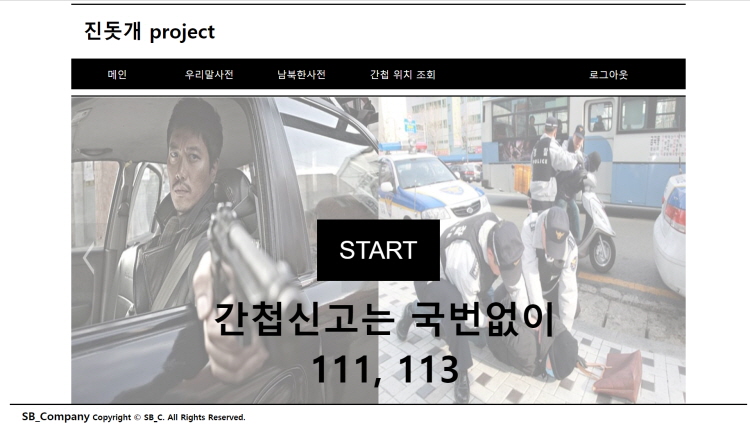 진돗개 project
메인 우리말사전 남북한사전 간첩 위치 조회 로그아웃
POLICE
START
간첩신고는 국번없이
111, 113
SB_Company Copyright © SB_C. All Rights Reserved.